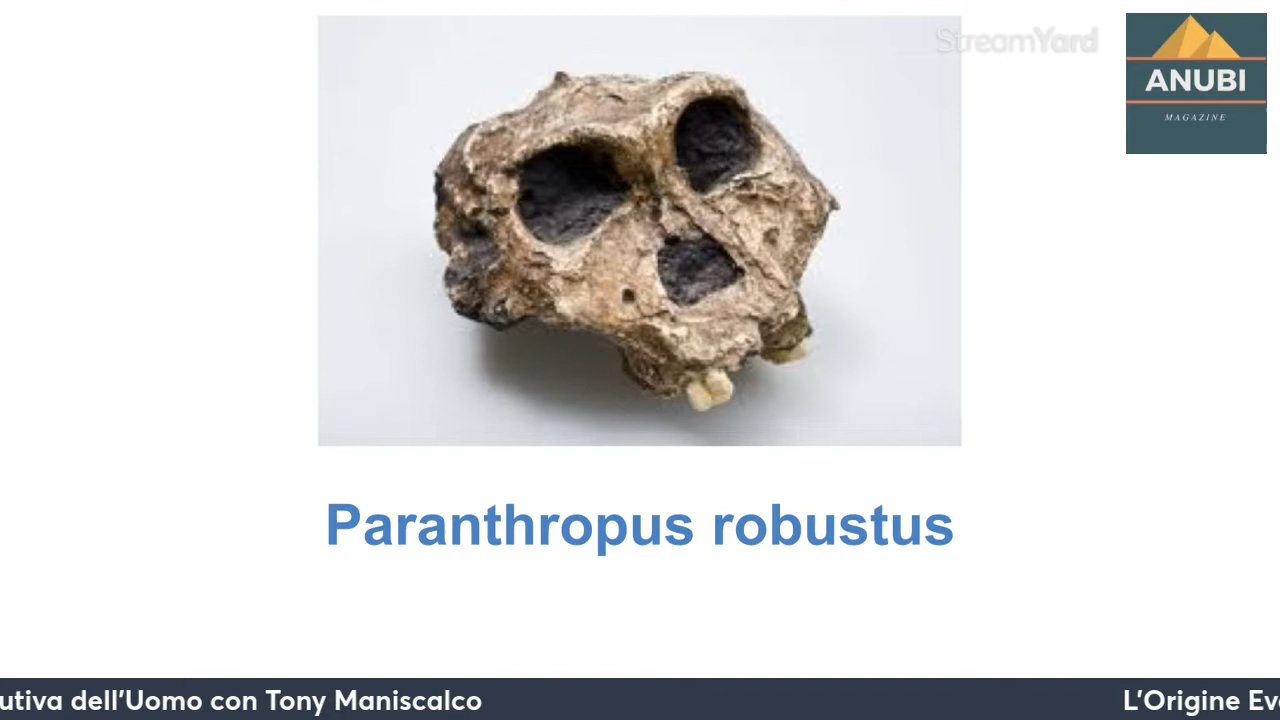 StreamYard
ANUBI
MAGAZINE
Paranthropus robustus
utiva dell'Uomo con Tony Maniscalco
L'Origine Ev